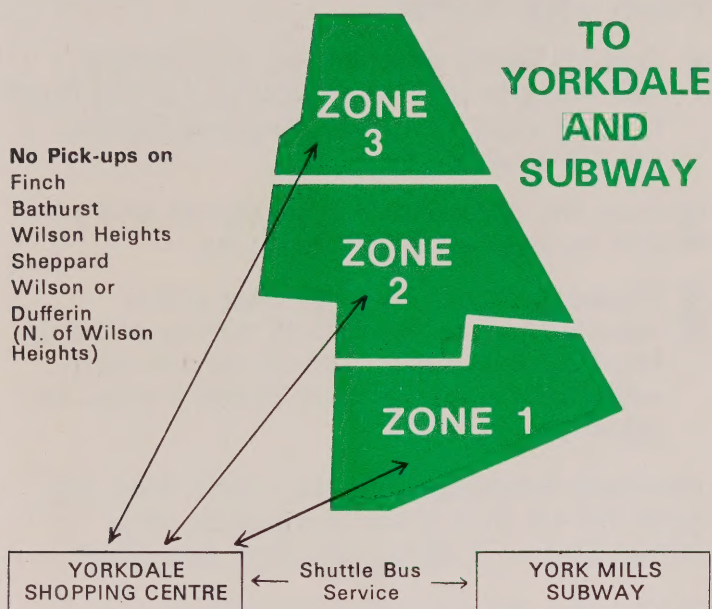 TO
YORKDALE
AND
SUBWAY
ZONE
3
No Pick-ups on
Finch
Bathurst
Wilson Heights
Sheppard
Wilson or
Dufferin
(N. of Wilson
Heights)
ZONE
2
ZONE 1
YORKDALE
SHOPPING CENTRE
Shuttle Bus
Service
YORK MILLS
SUBWAY